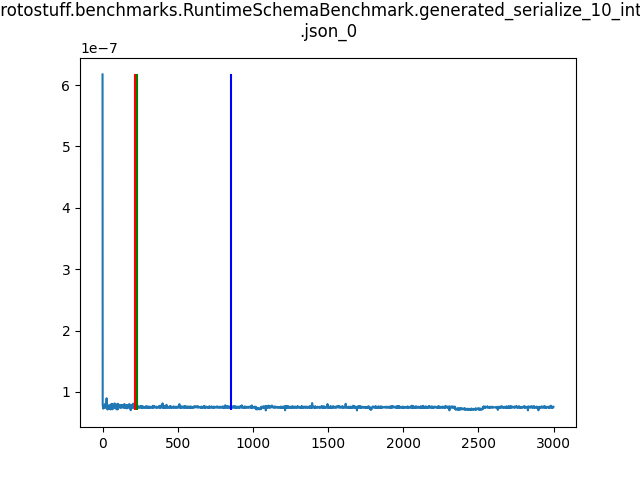 rotostuff.benchmarks.RuntimeSchemaBenchmark.generated_serialize_10_int
.json_0
1e−7
6
5
4
3
2
1
0 500 1000 1500 2000 2500 3000